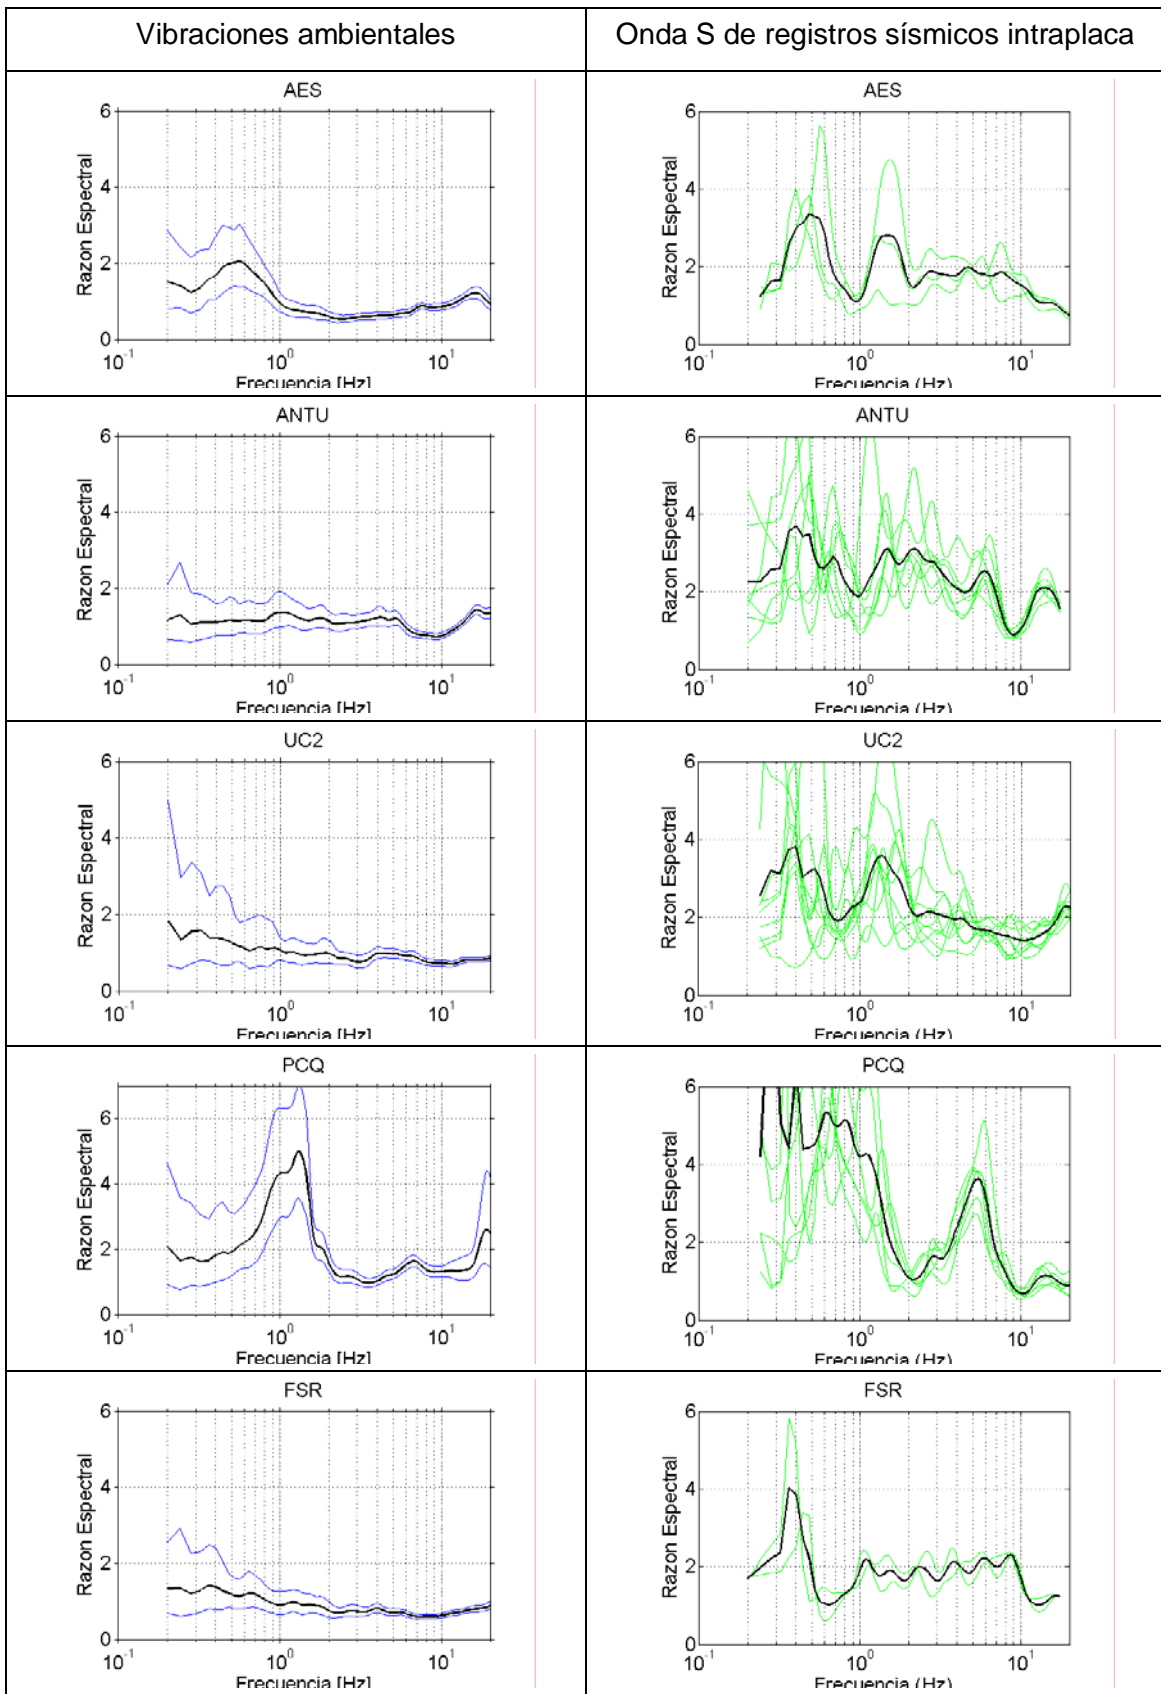 Vibraciones ambientales
Onda S de registros sísmicos intraplaca
AES
6
4
2
0
Razon Espectral
10-1
100
101
Frecuencia [Hz]
AES
6
4
2
0
Razon Espectral
10-1
100
101
Frecuencia (Hz)
ANTU
6
4
2
0
Razon Espectral
10-1
100
101
Frecuencia [Hz]
ANTU
6
4
2
0
Razon Espectral
10-1
100
101
Frecuencia (Hz)
UC2
6
4
2
0
Razon Espectral
10-1
100
101
Frecuencia [Hz]
UC2
6
4
2
0
Razon Espectral
10-1
100
101
Frecuencia (Hz)
PCQ
6
4
2
0
Razon Espectral
10-1
100
101
Frecuencia [Hz]
PCQ
6
4
2
0
Razon Espectral
10-1
100
101
Frecuencia (Hz)
FSR
6
4
2
0
Razon Espectral
10-1
100
101
Frecuencia [Hz]
FSR
6
4
2
0
Razon Espectral
10-1
100
101
Frecuencia (Hz)